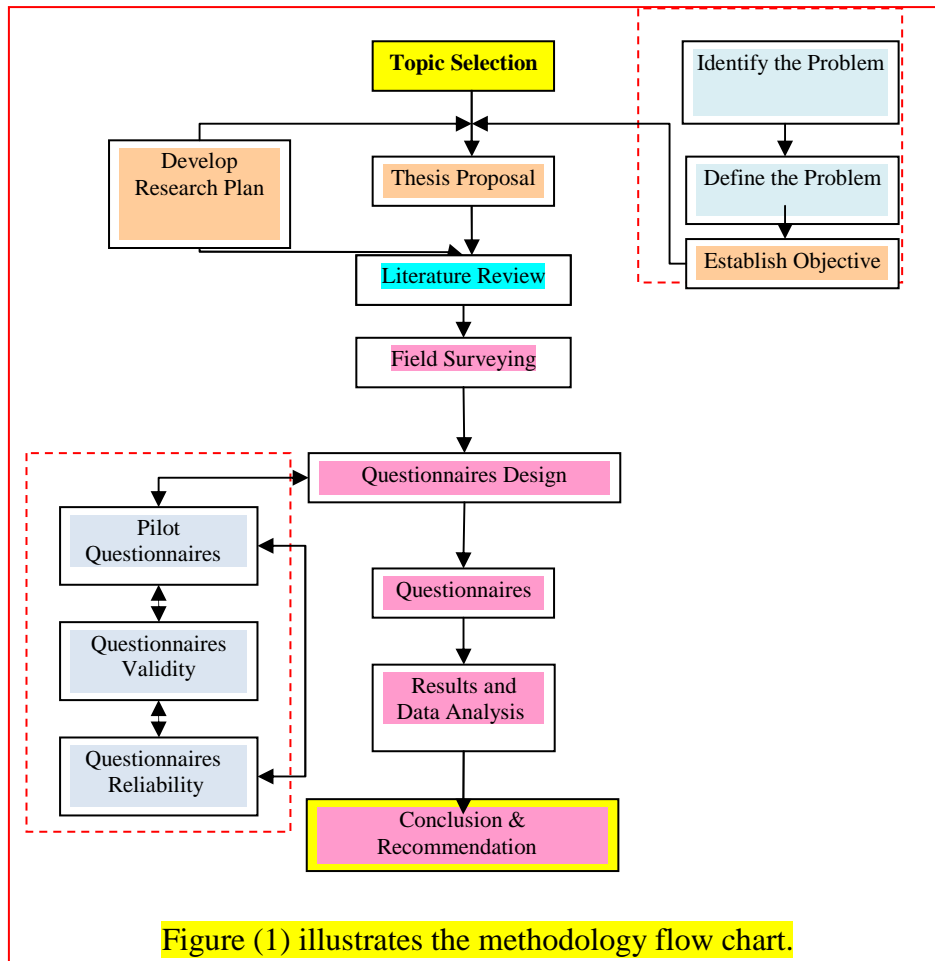 Topic Selection
Identify the Problem
Develop
Research Plan
Thesis Proposal
Define the Problem
Establish Objective
Literature Review
Field Surveying
Questionnaires Design
Pilot
Questionnaires
Questionnaires
Validity
Questionnaires
Reliability
Questionnaires
Results and
Data Analysis
Conclusion &
Recommendation
Figure (1) illustrates the methodology flow chart.